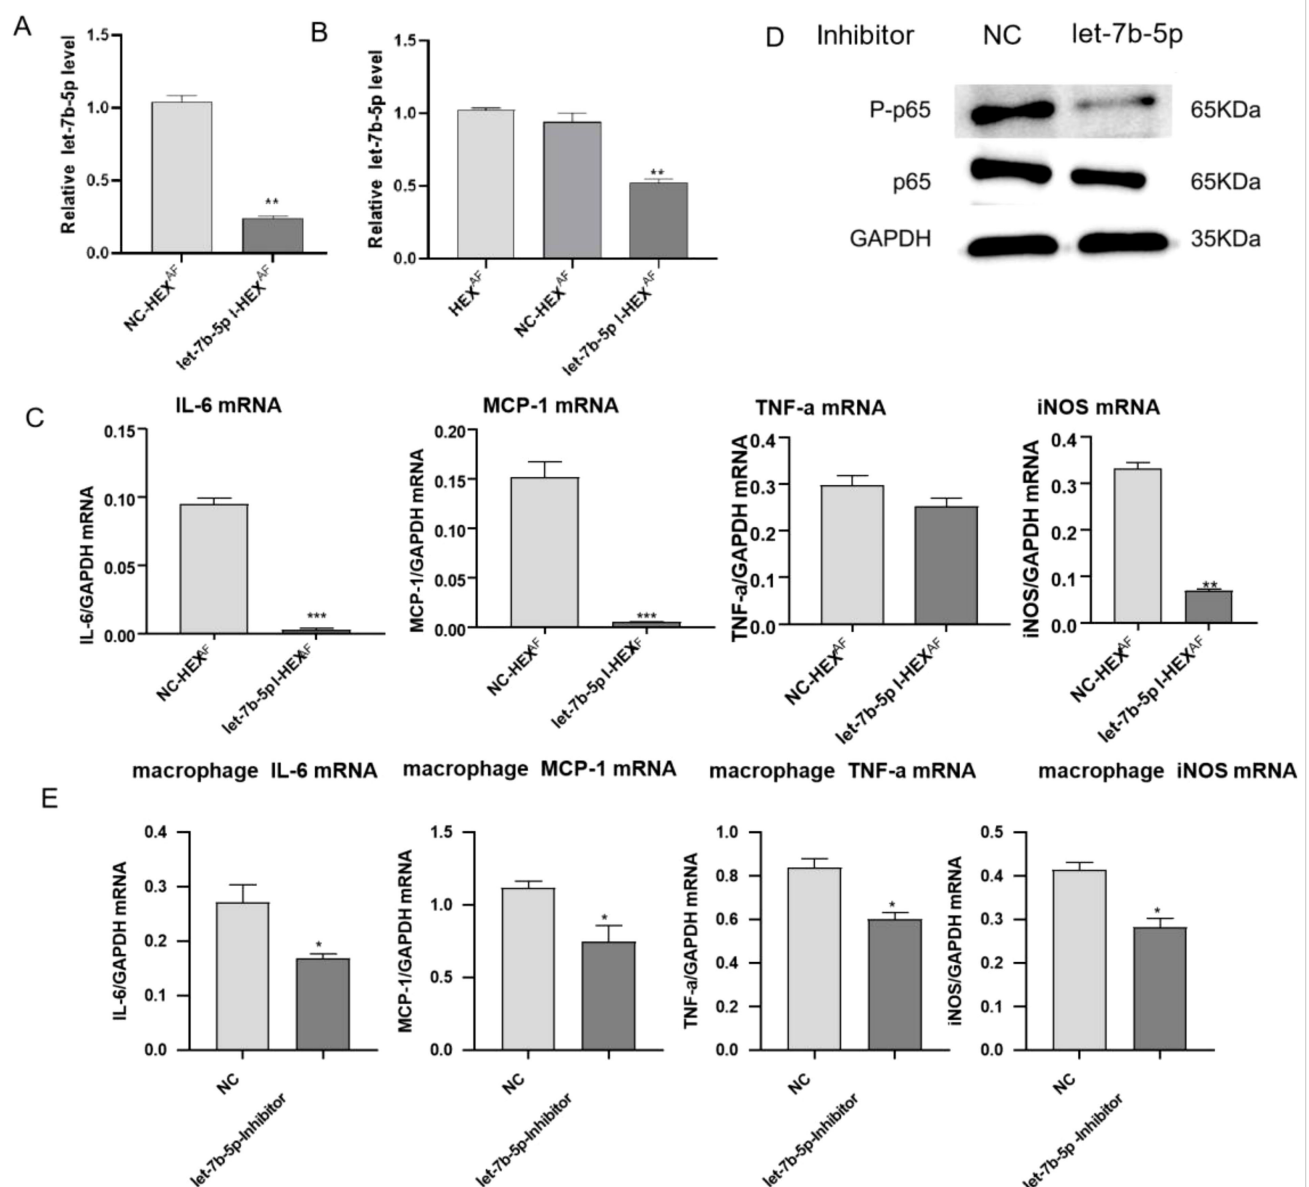 A
Relative let-7b-5p level
1.5
1.0
0.5
0.0
**
NC-HEX^AF
let-7b-5p I-HEX^AF
B
Relative let-7b-5p level
1.5
1.0
0.5
0.0
**
HEX^AF
NC-HEX^AF
let-7b-5p I-HEX^AF
D Inhibitor NC let-7b-5p
P-p65 65KDa
p65 65KDa
GAPDH 35KDa
C
IL-6 mRNA
IL-6/GAPDH mRNA
0.15
0.10
0.05
0.00
***
NC-HEX^AF
let-7b-5p I-HEX^AF
MCP-1 mRNA
MCP-1/GAPDH mRNA
0.20
0.15
0.10
0.05
0.00
***
NC-HEX^AF
let-7b-5p I-HEX^F
TNF-a mRNA
TNF-a/GAPDH mRNA
0.4
0.3
0.2
0.1
0.0
NC-HEX^AF
let-7b-5p I-HEX^AF
iNOS mRNA
iNOS/GAPDH mRNA
0.4
0.3
0.2
0.1
0.0
**
NC-HEX^AF
let-7b-5p I-HEX^AF
E
macrophage IL-6 mRNA
IL-6/GAPDH mRNA
0.4
0.3
0.2
0.1
0.0
*
NC
let-7b-5p-Inhibitor
macrophage MCP-1 mRNA
MCP-1/GAPDH mRNA
1.5
1.0
0.5
0.0
*
NC
let-7b-5p-Inhibitor
macrophage TNF-a mRNA
TNF-a/GAPDH mRNA
1.0
0.8
0.6
0.4
0.2
0.0
*
NC
let-7b-5p-Inhibitor
macrophage iNOS mRNA
iNOS/GAPDH mRNA
0.5
0.4
0.3
0.2
0.1
0.0
*
NC
let-7b-5p -Inhibitor